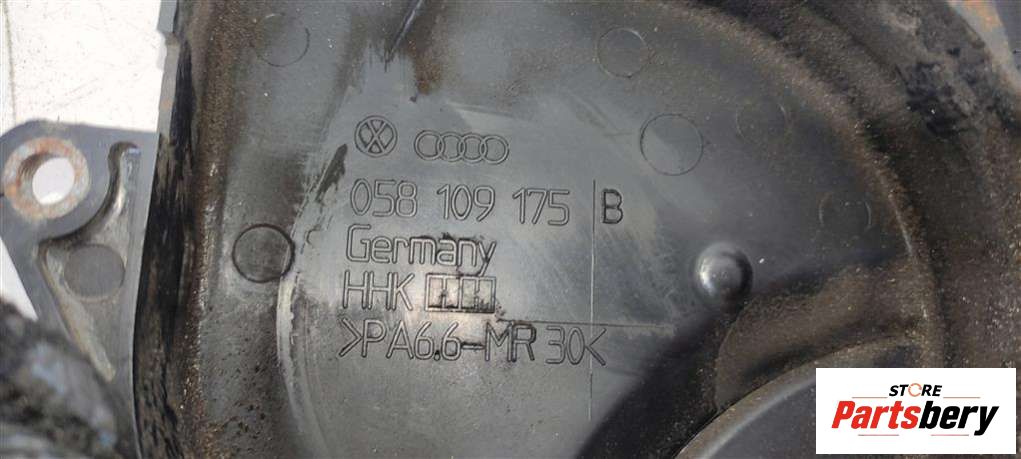 058 109 175 B
Germany
HHK
>PA6.6-MR 30<
STORE
Partsbery